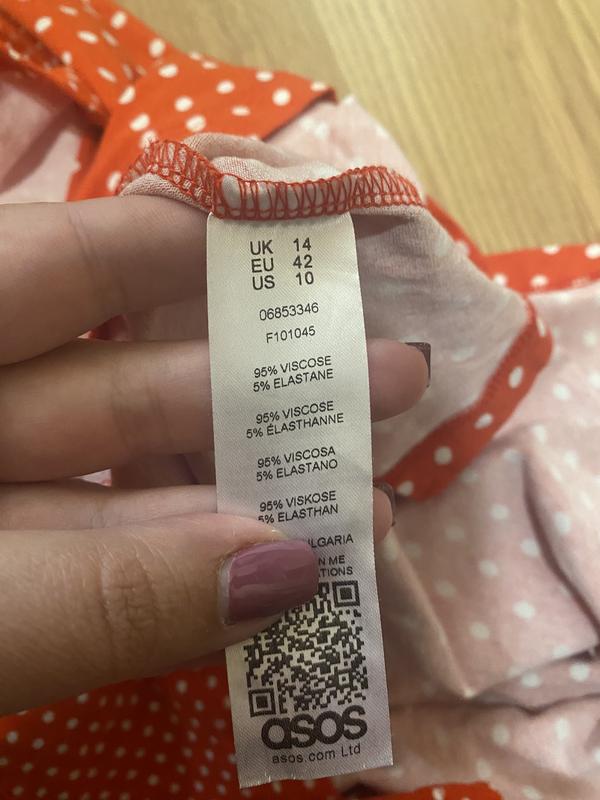 UK 14
EU 42
US 10
06853346
F101045
95% VISCOSE
5% ELASTANE
95% VISCOSE
5% ÉLASTHANNE
95% VISCOSA
5% ELASTANO
95% VISKOSE
5% ELASTHAN
ME
asos
asos.com Ltd